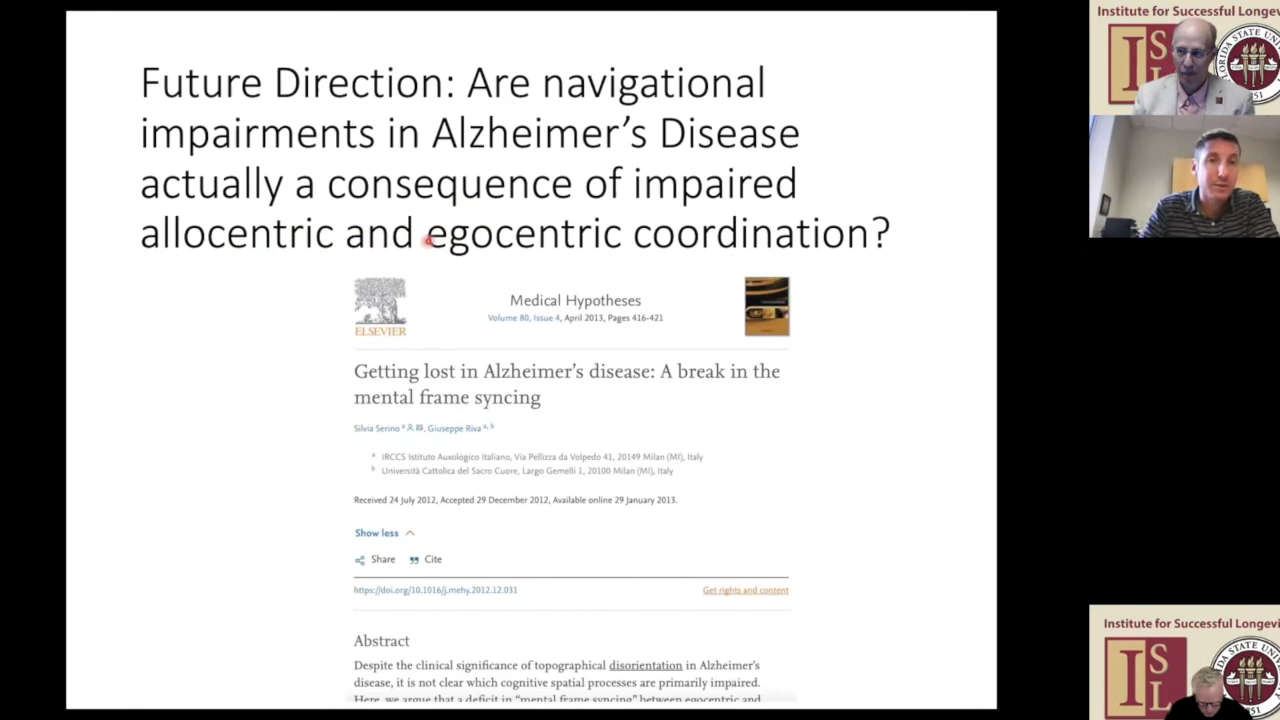 Future Direction: Are navigational
impairments in Alzheimer's Disease
actually a consequence of impaired
allocentric and egocentric coordination?
ELSEVIER
Medical Hypotheses
Volume 80, Issue 4, April 2013, Pages 416-421
Getting lost in Alzheimer's disease: A break in the
mental frame syncing
Silvia Serino a, Giuseppe Riva a, b
a IRCCS Istituto Auxologico Italiano, Via Pellizza da Volpedo 41, 20149 Milan (MI), Italy
b Università Cattolica del Sacro Cuore, Largo Gemelli 1, 20100 Milan (MI), Italy
Received 24 July 2012, Accepted 29 December 2012, Available online 29 January 2013.
Show less
Share Cite
https://doi.org/10.1016/j.mehy.2012.12.031 Get rights and content
Abstract
Despite the clinical significance of topographical disorientation in Alzheimer's
disease, it is not clear which cognitive spatial processes are primarily impaired.
Here, we argue that a deficit in "mental frame syncing" between egocentric and
Institute for Successful Longev
I S
FLORIDA STATE UNI
1851
Institute for Successful Longevi
I S
L